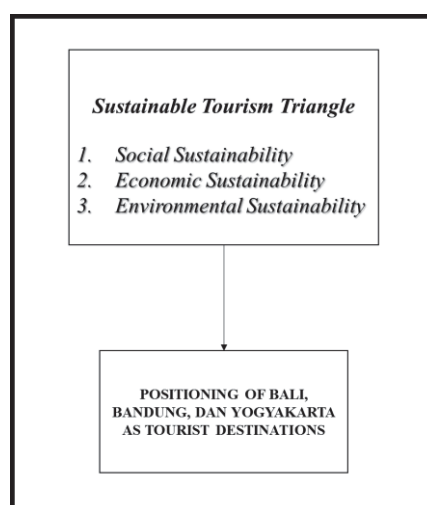 Sustainable Tourism Triangle
1. Social Sustainability
2. Economic Sustainability
3. Environmental Sustainability
POSITIONING OF BALI,
BANDUNG, DAN YOGYAKARTA
AS TOURIST DESTINATIONS